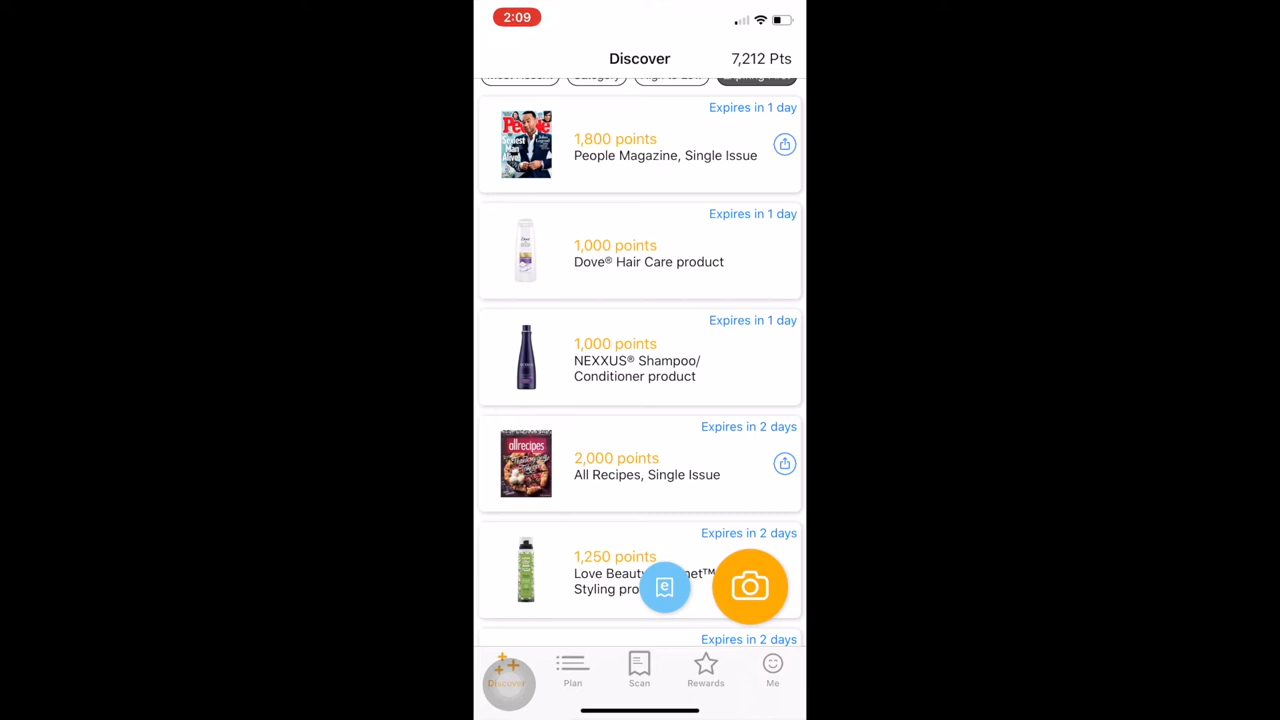 2:09
Discover
7,212 Pts
Expires in 1 day
1,800 points
People Magazine, Single Issue
Expires in 1 day
1,000 points
Dove® Hair Care product
Expires in 1 day
1,000 points
NEXXUS® Shampoo/
Conditioner product
Expires in 2 days
allrecipes
2,000 points
All Recipes, Single Issue
Expires in 2 days
1,250 points
Love
Styling
e
Expires in 2 days
Discover
Plan
Scan
Rewards
Me